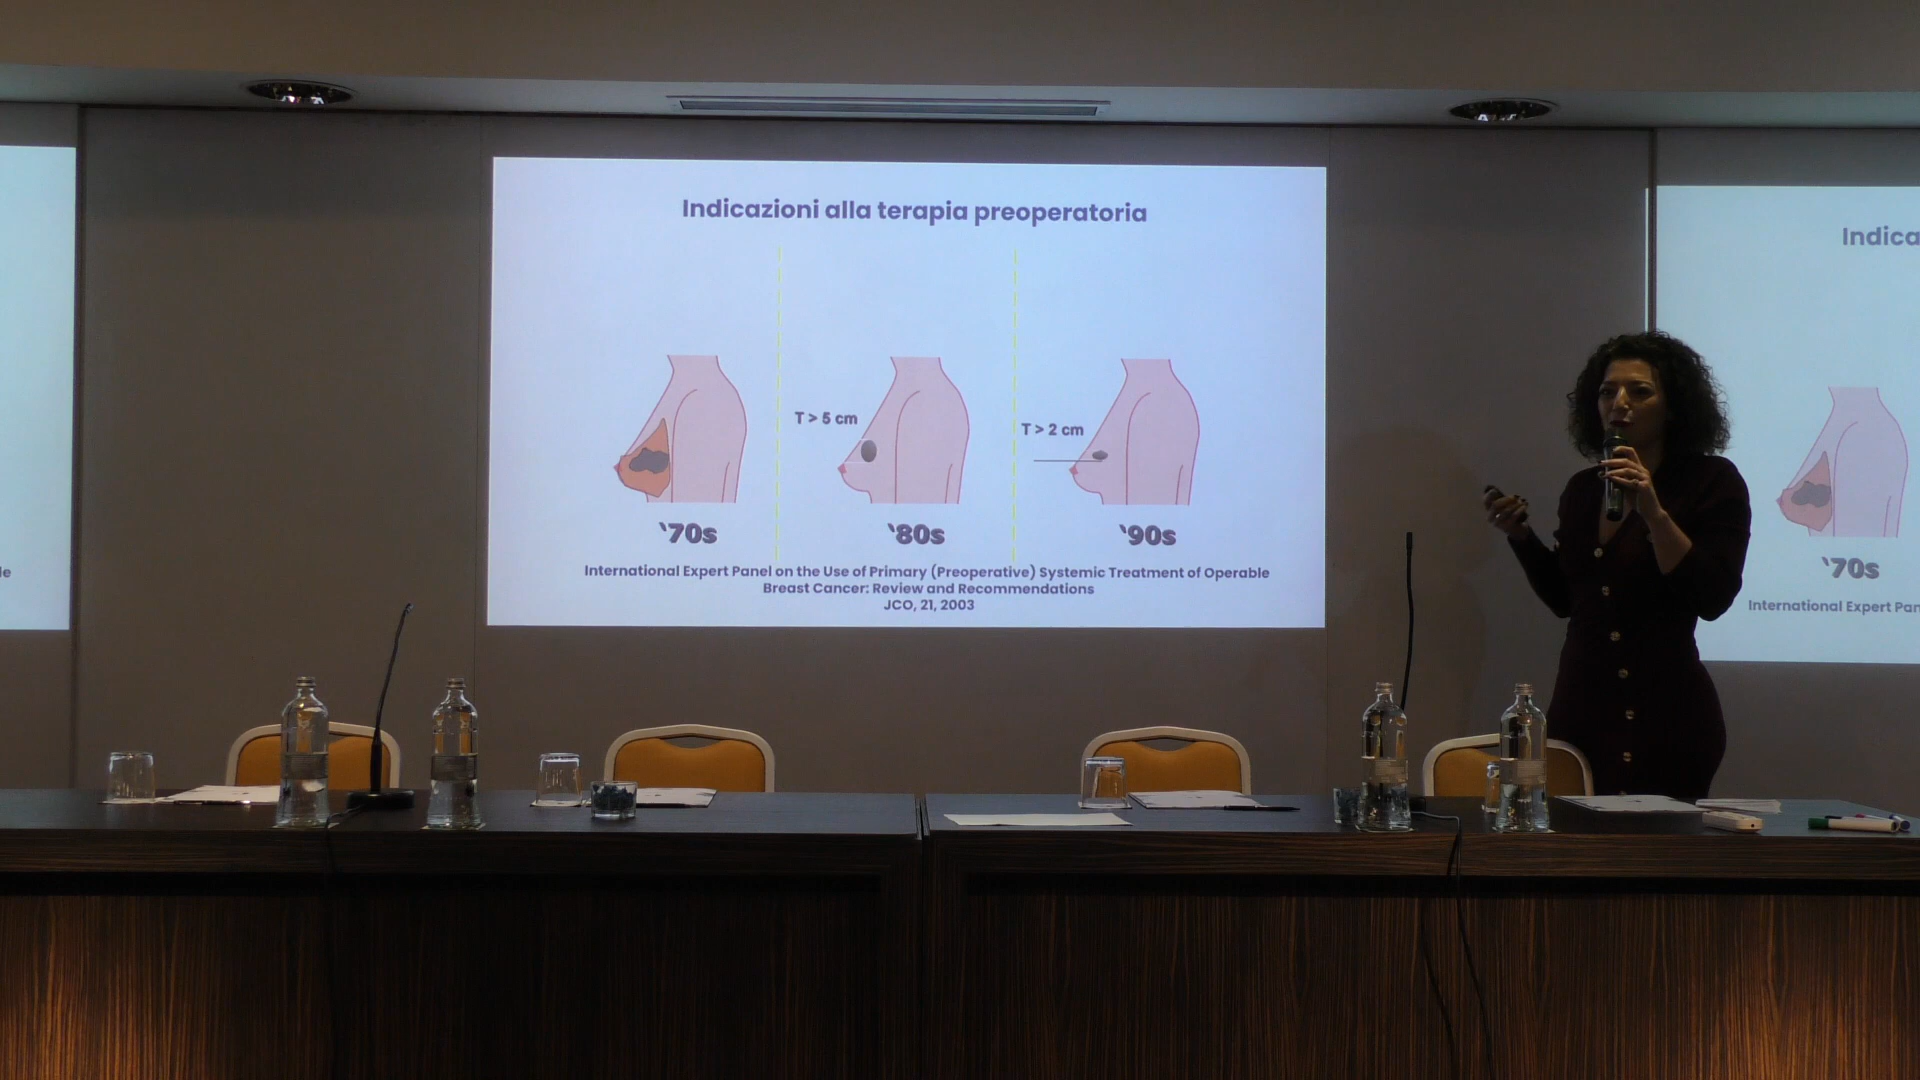 Indicazioni alla terapia preoperatoria
T > 5 cm
T > 2 cm
‵70s
‵80s
‵90s
International Expert Panel on the Use of Primary (Preoperative) Systemic Treatment of Operable
Breast Cancer: Review and Recommendations
JCO, 21, 2003
le
Indica
‵70s
International Expert Pan